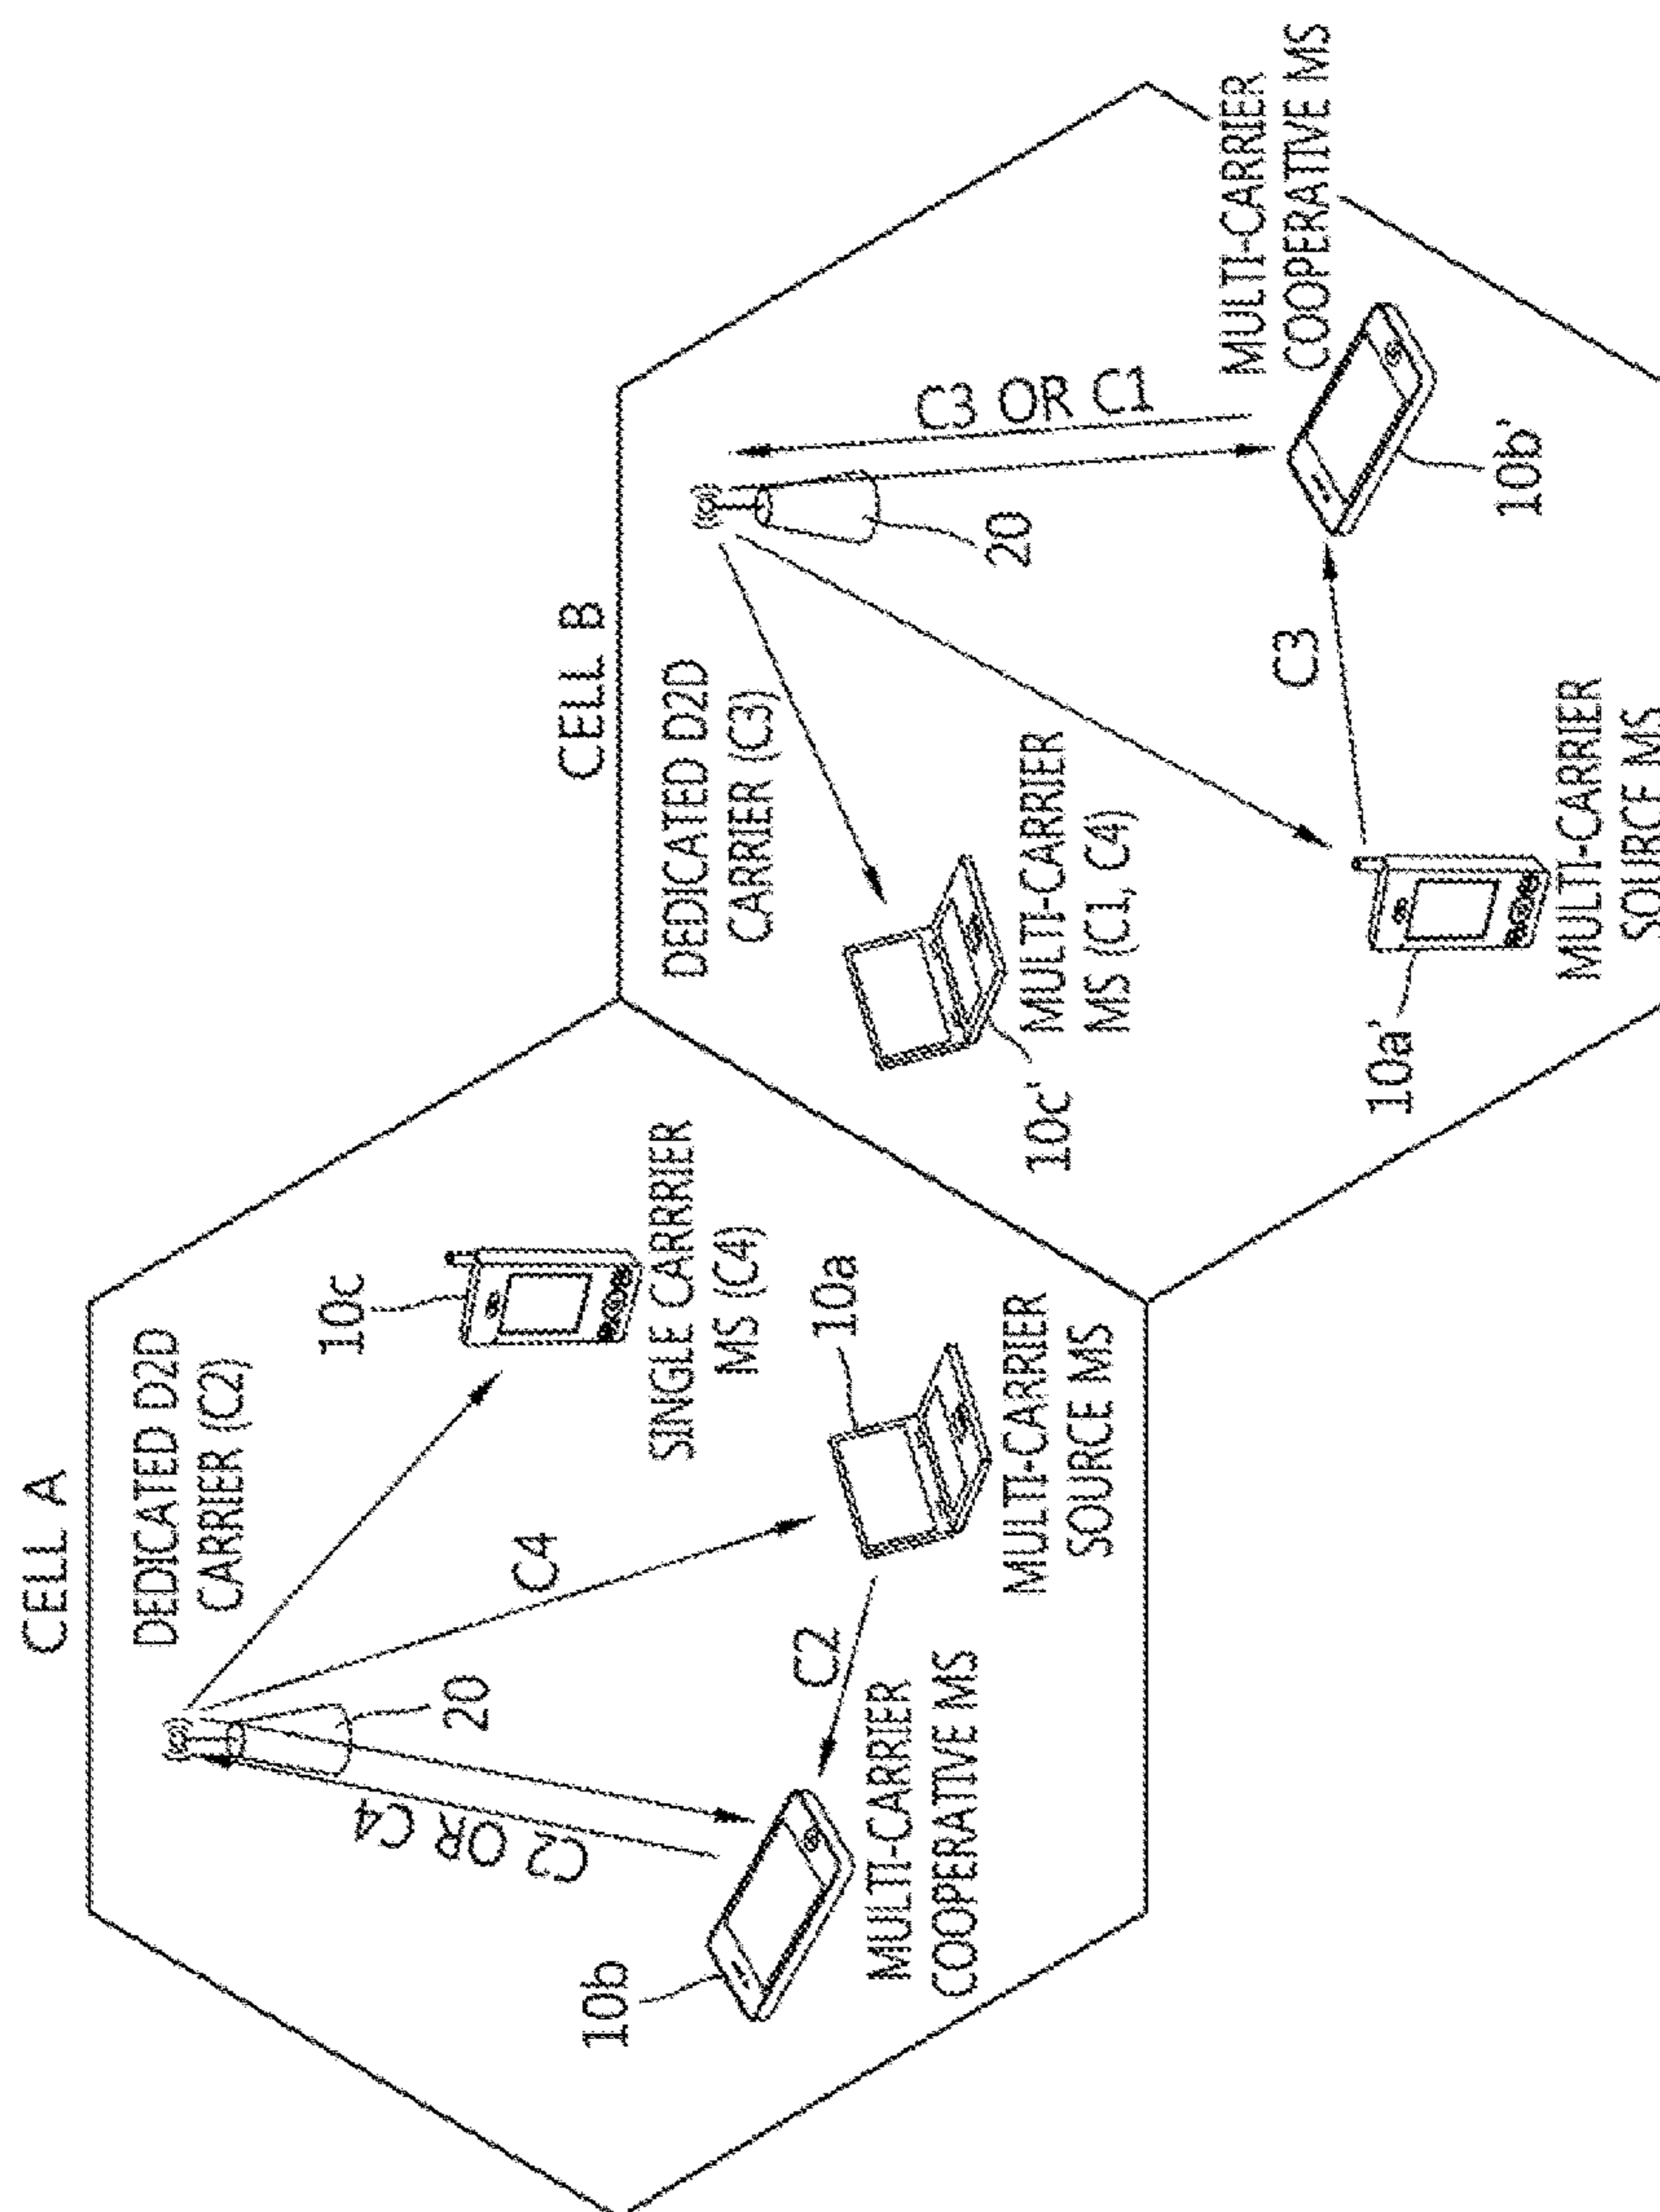 CELL A
DEDICATED D2D
CARRIER (C2)
10c
SINGLE CARRRIER
MS (C4)
20
C4
C2 OR C4
10a
C2
MULTI-CARRIER
SOURCE MS
10b
MULTI-CARRIER
COOPERATIVE MS
CELL B
DEDICATED D2D
CARRIER (C3)
20
C3 OR C1
MULTI-CARRIER
COOPERATIVE MS
10c'
MULTI-CARRIER
MS (C1, C4)
C3
10b'
10a'
MULTI-CARRIER
SOURCE MS